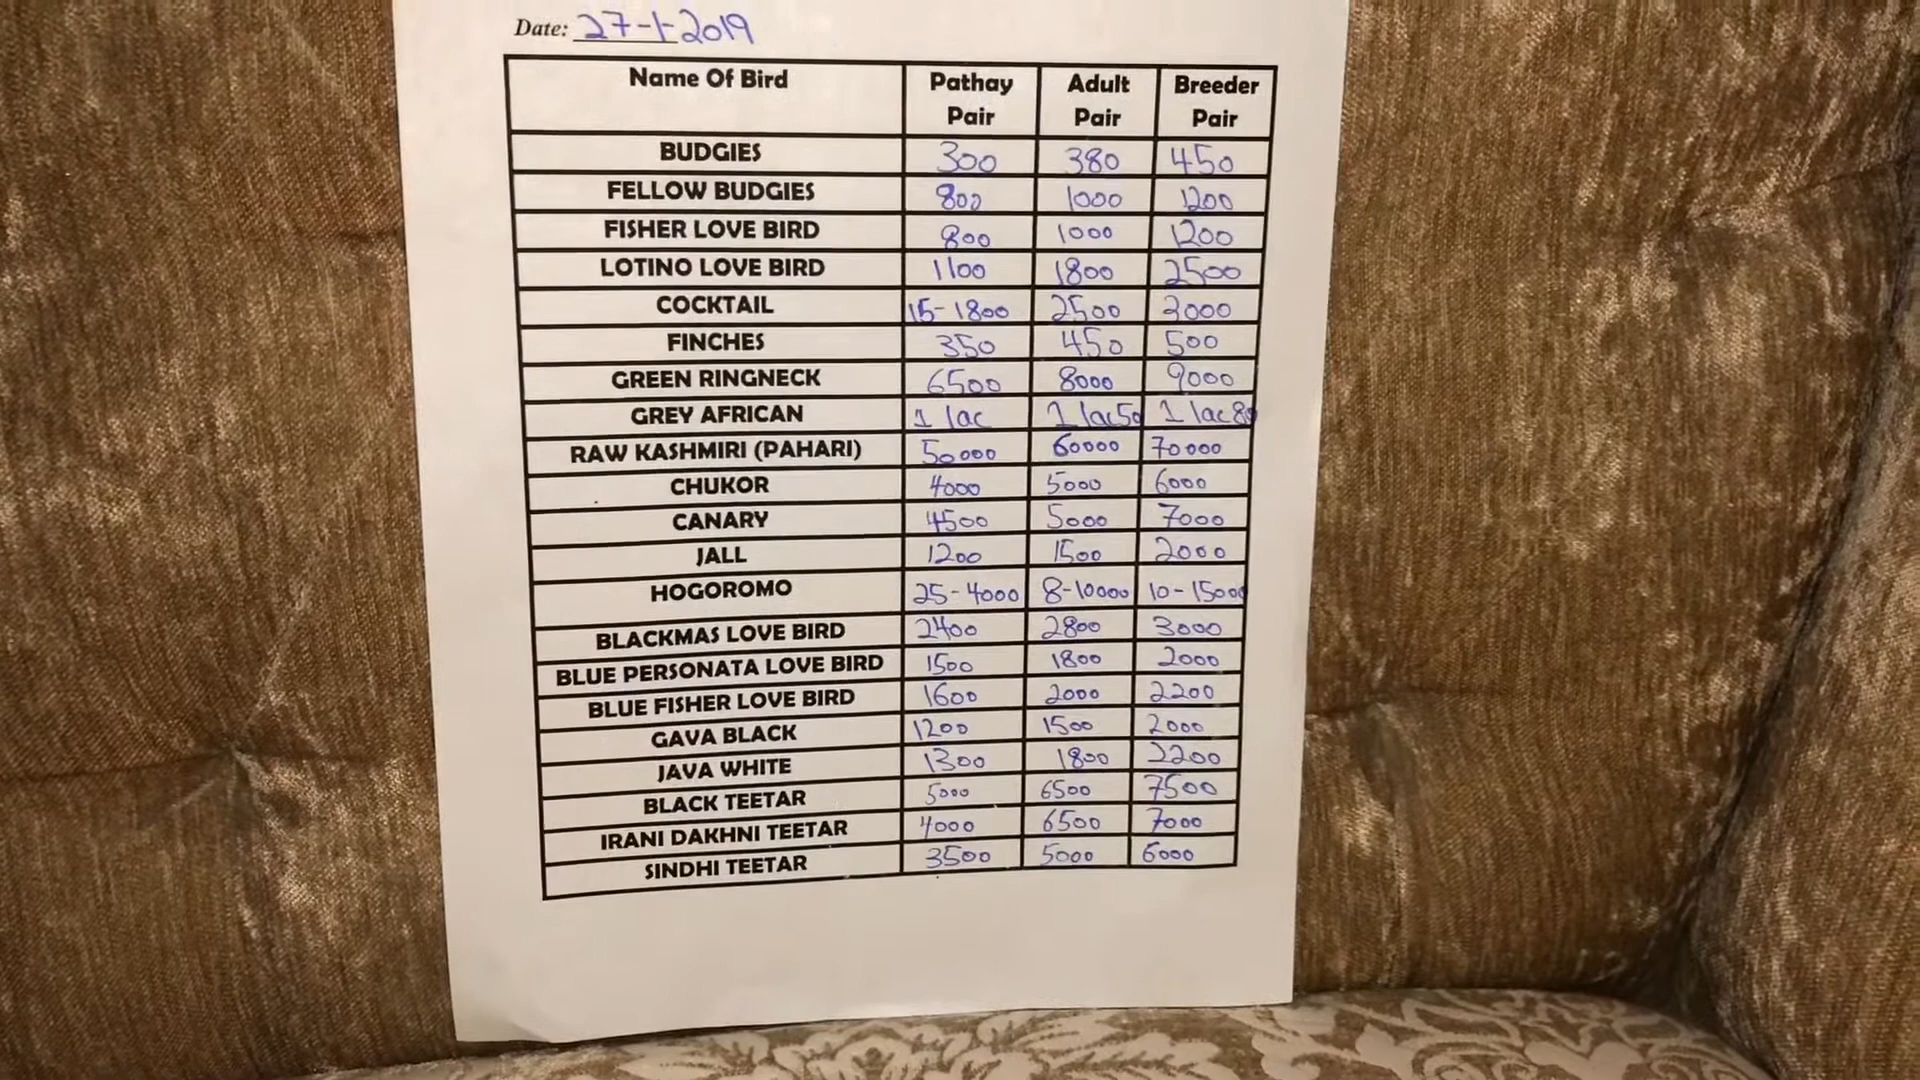 Date: 27-1-2019
Name Of Bird Pathay Pair Adult Pair Breeder Pair
BUDGIES 300 380 450
FELLOW BUDGIES 800 1000 1200
FISHER LOVE BIRD 800 1000 1200
LOTINO LOVE BIRD 1100 1800 2500
COCKTAIL 15-1800 2500 3000
FINCHES 350 450 500
GREEN RINGNECK 6500 8000 9000
GREY AFRICAN 1 lac 1 lac50 1 lac80
RAW KASHMIRI (PAHARI) 50000 60000 70000
CHUKOR 4000 5000 6000
CANARY 4500 5000 7000
JALL 1200 1500 2000
HOGOROMO 25-4000 8-10000 10-15000
BLACKMAS LOVE BIRD 2400 2800 3000
BLUE PERSONATA LOVE BIRD 1500 1800 2000
BLUE FISHER LOVE BIRD 1600 2000 2200
GAVA BLACK 1200 1500 2000
JAVA WHITE 1300 1800 2200
BLACK TEETAR 5000 6500 7500
IRANI DAKHNI TEETAR 4000 6500 7000
SINDHI TEETAR 3500 5000 6000